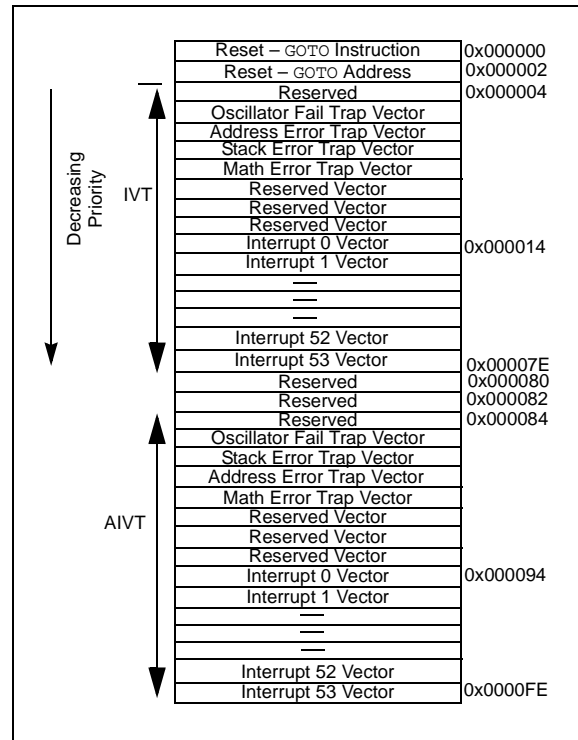 Reset – GOTO Instruction 0x000000
Reset – GOTO Address 0x000002
Reserved 0x000004
Oscillator Fail Trap Vector
Address Error Trap Vector
Stack Error Trap Vector
Math Error Trap Vector
Reserved Vector
Reserved Vector
Reserved Vector
Interrupt 0 Vector 0x000014
Interrupt 1 Vector
—
—
—
Interrupt 52 Vector
Interrupt 53 Vector 0x00007E
Reserved 0x000080
Reserved 0x000082
Reserved 0x000084
Oscillator Fail Trap Vector
Stack Error Trap Vector
Address Error Trap Vector
Math Error Trap Vector
Reserved Vector
Reserved Vector
Reserved Vector
Interrupt 0 Vector 0x000094
Interrupt 1 Vector
—
—
—
Interrupt 52 Vector
Interrupt 53 Vector 0x0000FE
Decreasing
Priority
IVT
AIVT